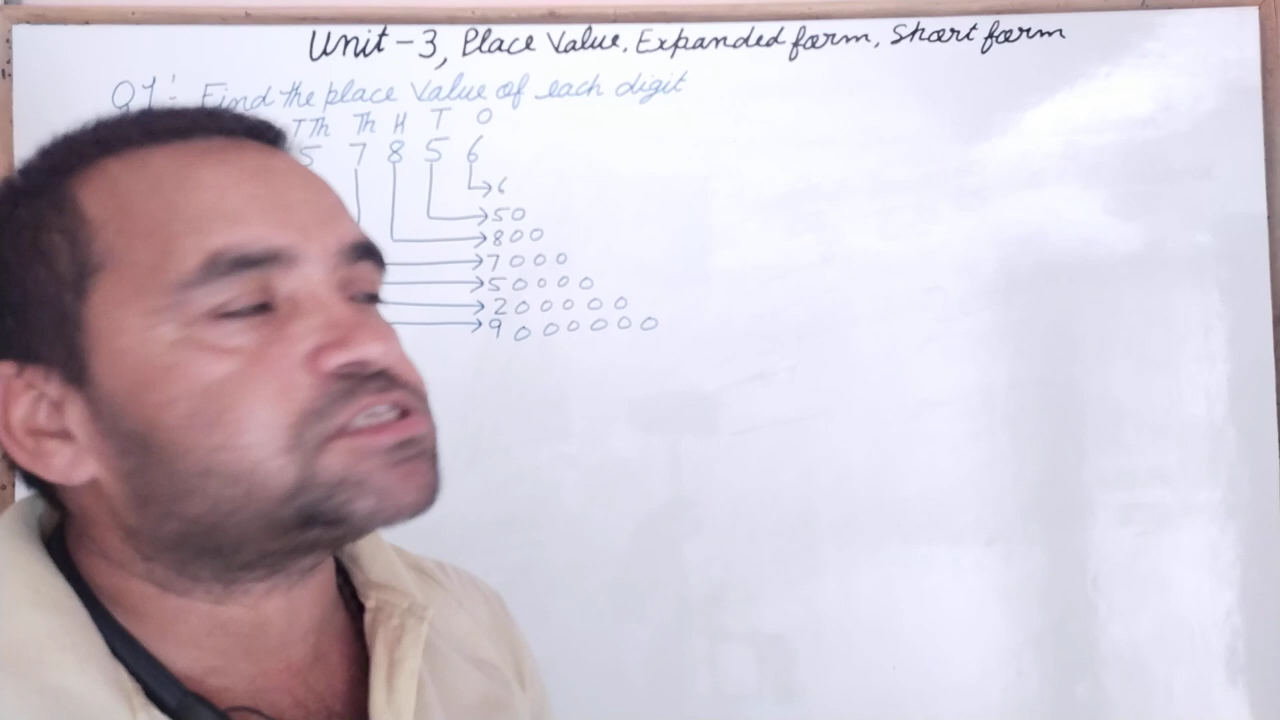 Unit-3, Place Value, Expanded form, Short form
Q1:- Find the place value of each digit
TTh Th H T O
5 7 8 5 6
6
50
800
7000
50000
200000
9000000